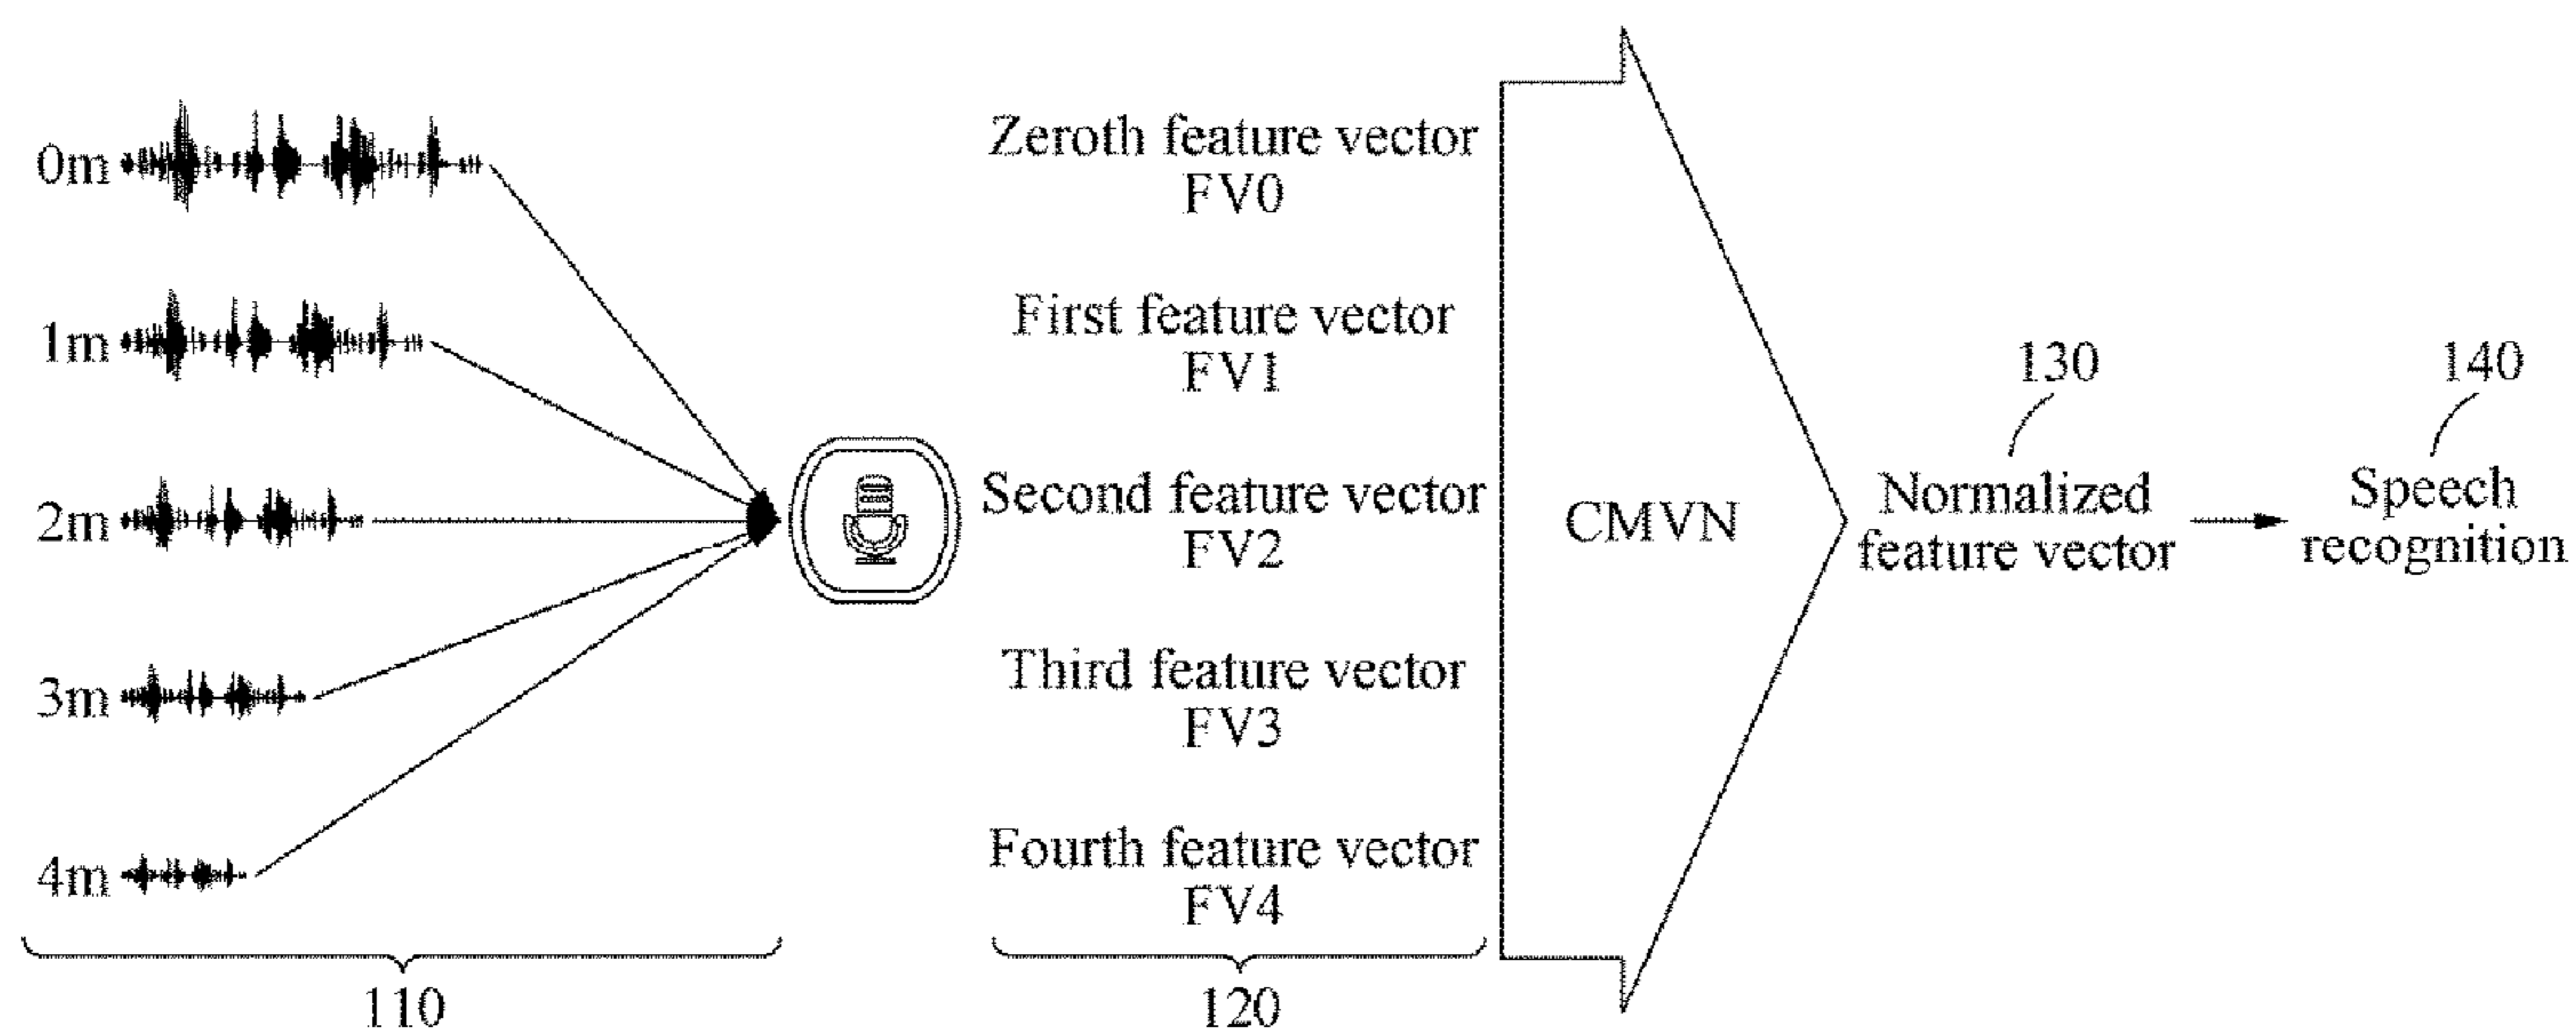 0m
1m
2m
3m
4m
110
Zeroth feature vector
FV0
First feature vector
FV1
Second feature vector
FV2
Third feature vector
FV3
Fourth feature vector
FV4
120
CMVN
130
Normalized
feature vector
140
Speech
recognition